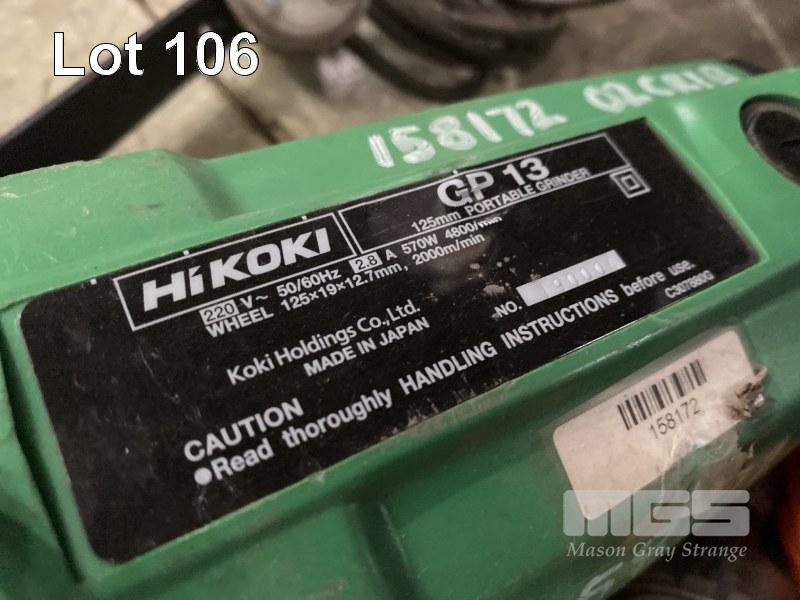 Lot 106
158172
HiKOKI
GP 13
125mm PORTABLE GRINDER
220 V~ 50/60Hz 2.8 A 570W 4800/min
WHEEL 125×19×12.7mm, 2000m/min
Koki Holdings Co., Ltd.
MADE IN JAPAN
NO.
CAUTION
●Read thoroughly HANDLING INSTRUCTIONS before use.
158172
MGS
Mason Gray Strange